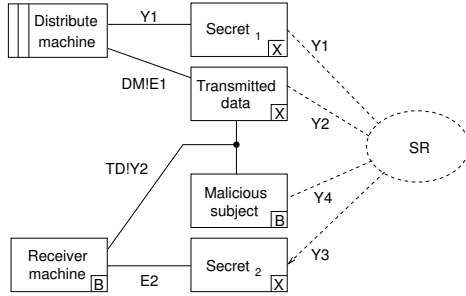 Distribute
machine
Y1
Secret 1
X
Y1
DM!E1
Transmitted
data
X
Y2
SR
TD!Y2
Malicious
subject
B
Y4
Receiver
machine
B
E2
Secret 2
X
Y3